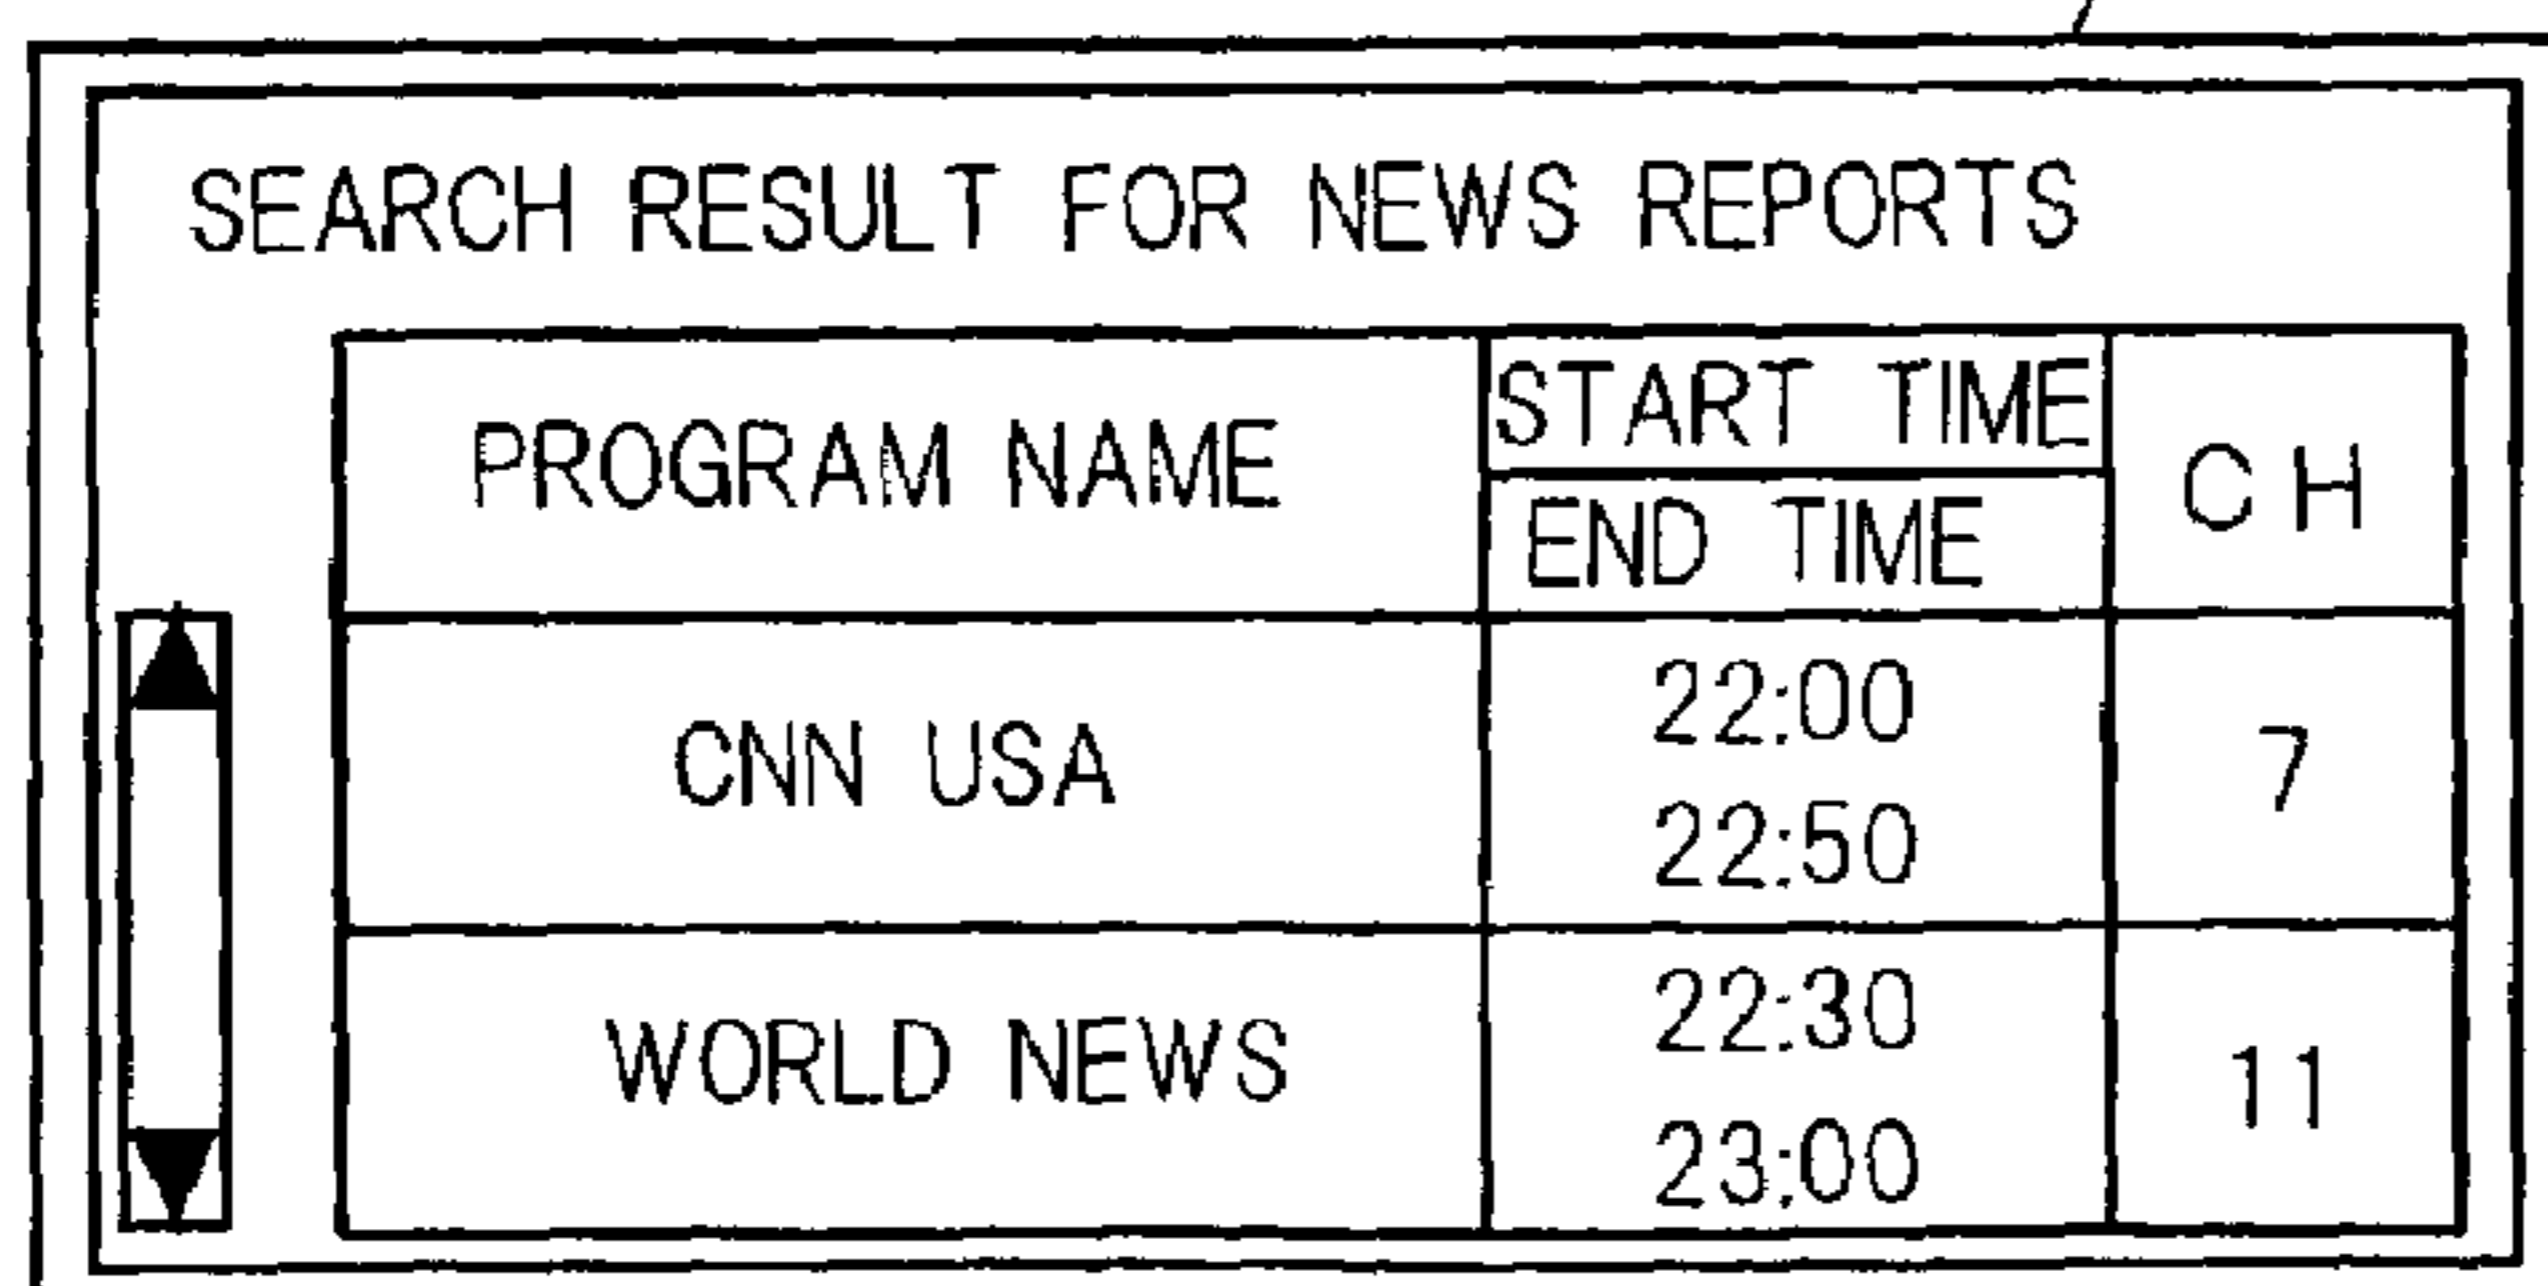 SEARCH RESULT FOR NEWS REPORTS
PROGRAM NAME
START TIME
END TIME
CH
CNN USA
22:00
22:50
7
WORLD NEWS
22:30
23:00
11